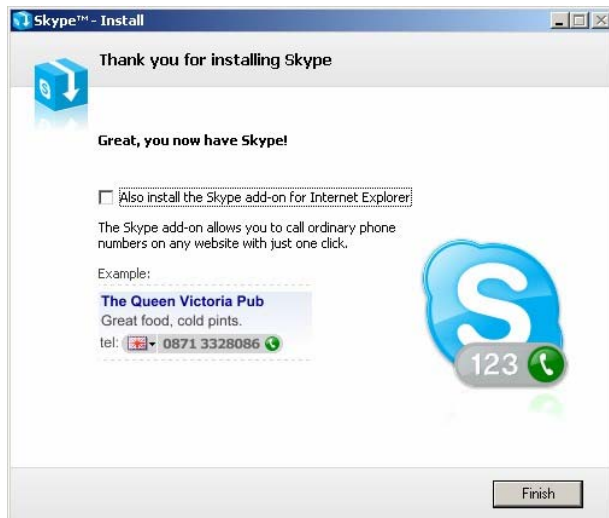 Skype™ - Install
Thank you for installing Skype
Great, you now have Skype!
Also install the Skype add-on for Internet Explorer
The Skype add-on allows you to call ordinary phone
numbers on any website with just one click.
Example:
The Queen Victoria Pub
Great food, cold pints.
tel: 0871 3328086
S
123
Finish